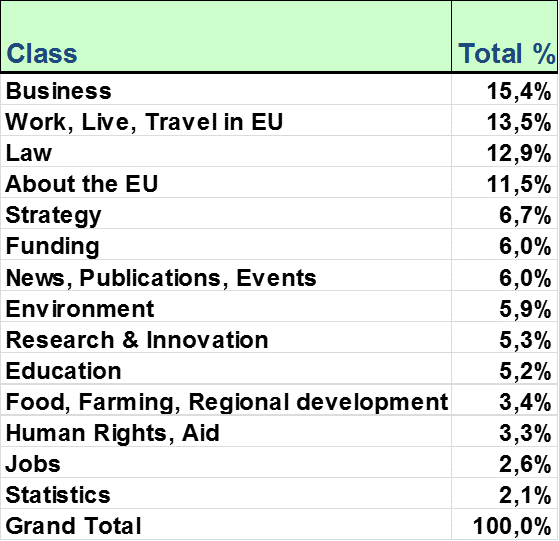 Class Total %
Business 15,4%
Work, Live, Travel in EU 13,5%
Law 12,9%
About the EU 11,5%
Strategy 6,7%
Funding 6,0%
News, Publications, Events 6,0%
Environment 5,9%
Research & Innovation 5,3%
Education 5,2%
Food, Farming, Regional development 3,4%
Human Rights, Aid 3,3%
Jobs 2,6%
Statistics 2,1%
Grand Total 100,0%